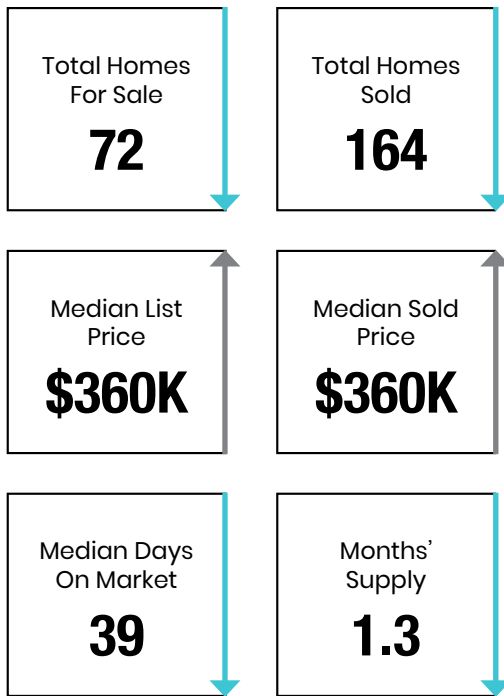 Total Homes
For Sale
72
Total Homes
Sold
164
Median List
Price
$360K
Median Sold
Price
$360K
Median Days
On Market
39
Months’
Supply
1.3